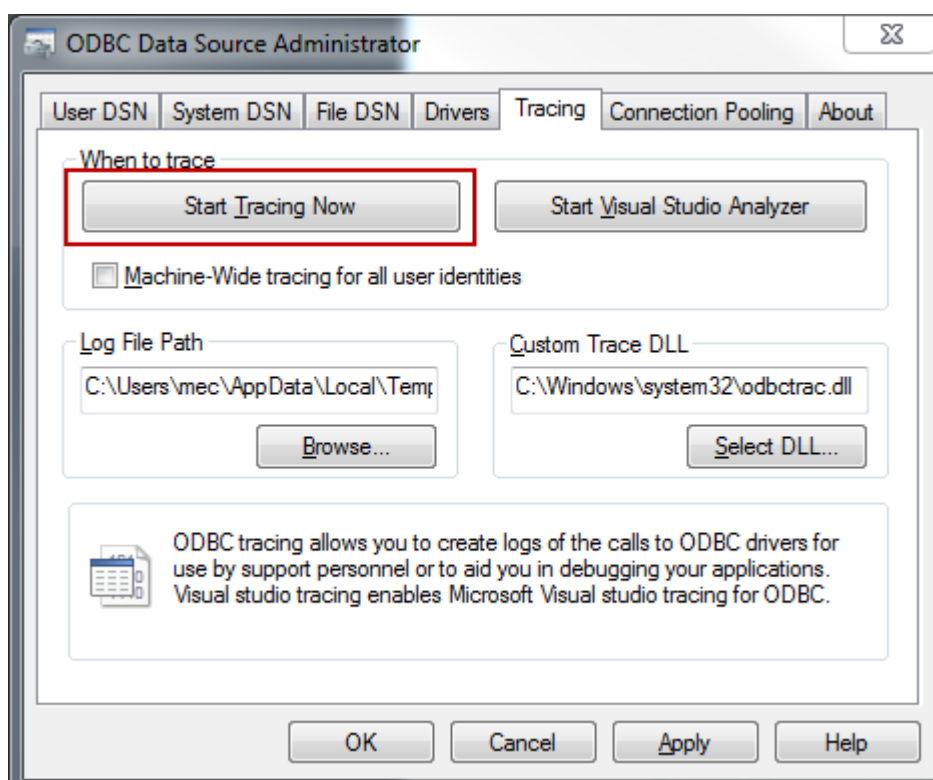 ODBC Data Source Administrator
User DSN System DSN File DSN Drivers Tracing Connection Pooling About
When to trace
Start Tracing Now Start Visual Studio Analyzer
Machine-Wide tracing for all user identities
Log File Path Custom Trace DLL
C:\Users\mec\AppData\Local\Temp C:\Windows\system32\odbctrac.dll
Browse... Select DLL...
ODBC tracing allows you to create logs of the calls to ODBC drivers for
use by support personnel or to aid you in debugging your applications.
Visual studio tracing enables Microsoft Visual studio tracing for ODBC.
OK Cancel Apply Help